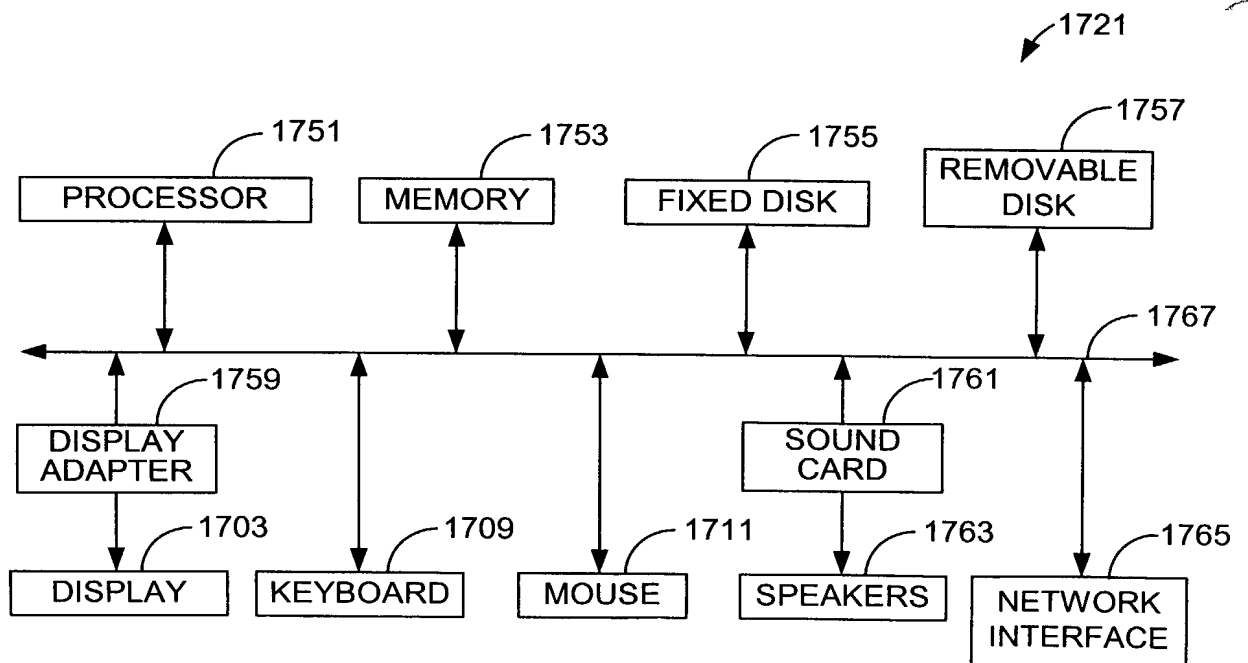 1721
1751
1753
1755
1757
PROCESSOR
MEMORY
FIXED DISK
REMOVABLE
DISK
1767
1759
1761
DISPLAY
ADAPTER
SOUND
CARD
1703
1709
1711
1763
1765
DISPLAY
KEYBOARD
MOUSE
SPEAKERS
NETWORK
INTERFACE